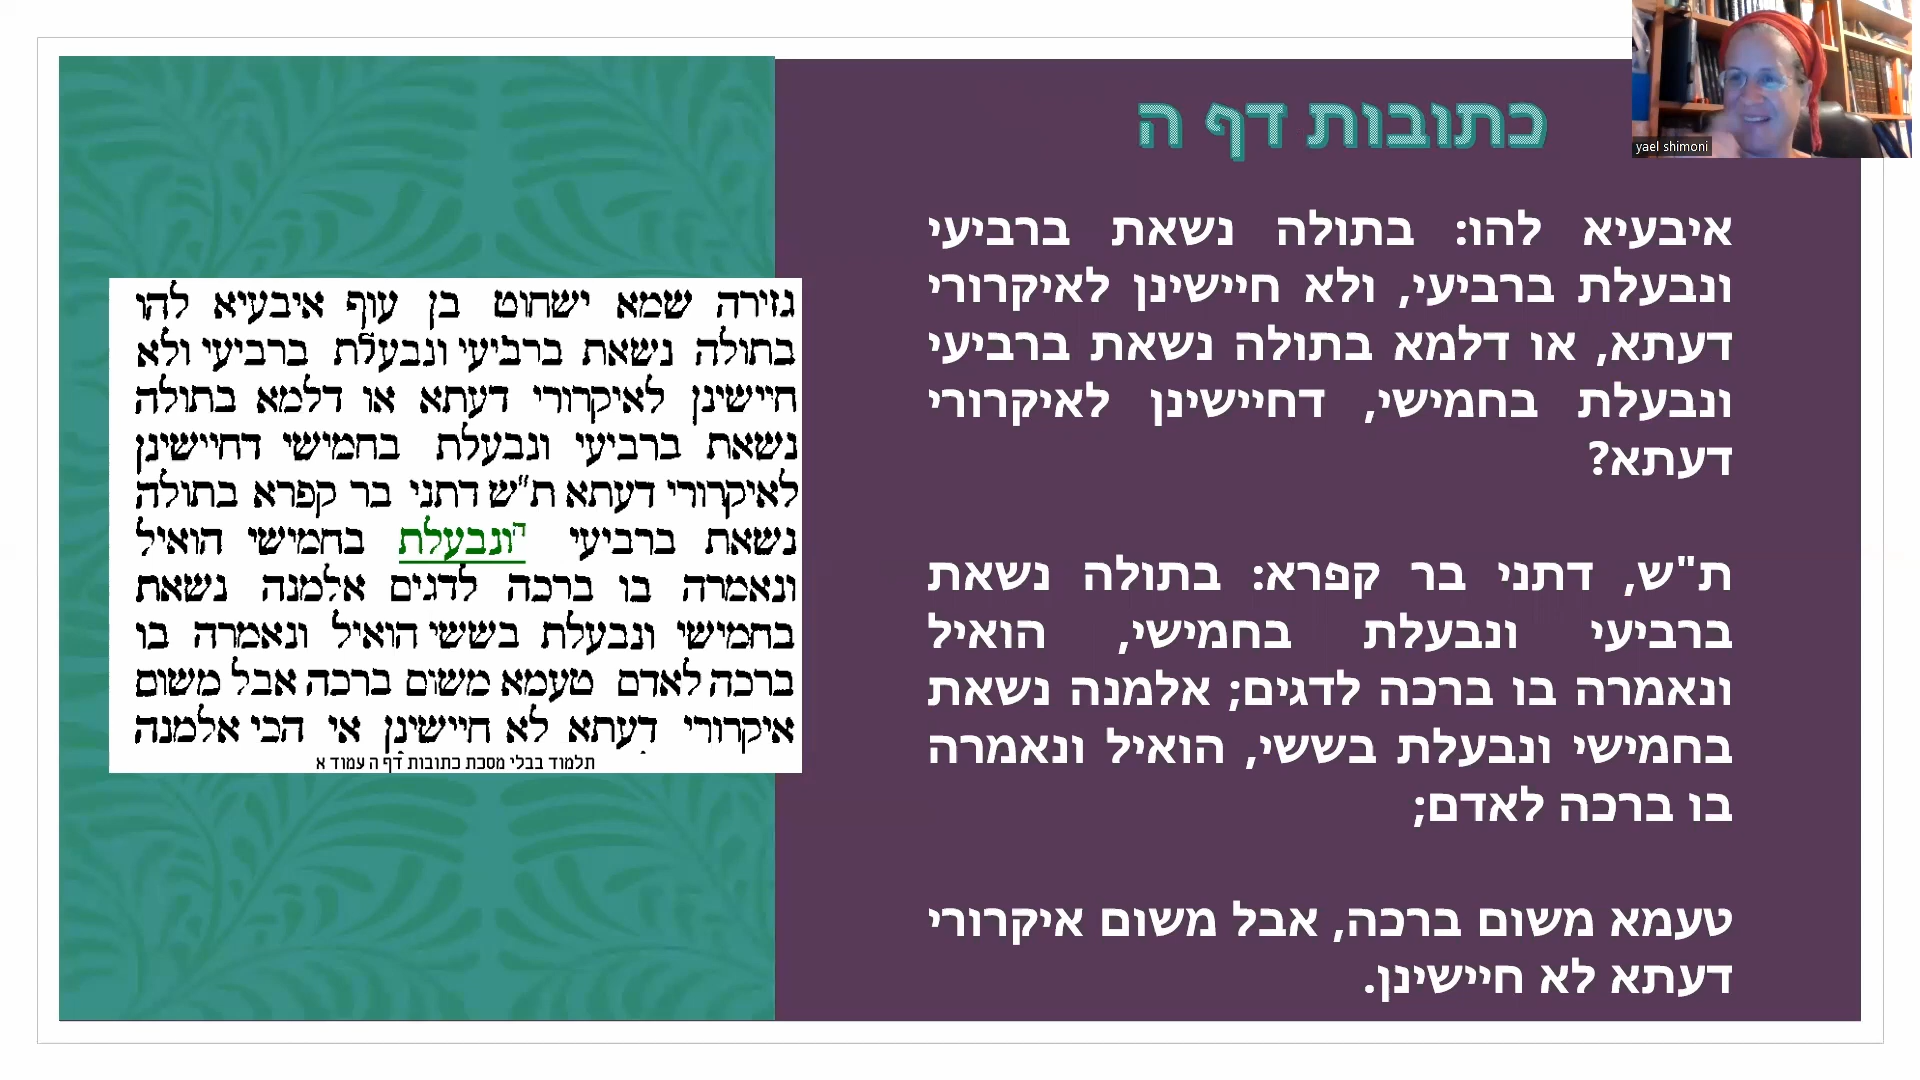 כתובות דף ה
yael shimoni
איבעיא להו: בתולה נשאת ברביעי
ונבעלת ברביעי, ולא חיישינן לאיקרורי
דעתא, או דלמא בתולה נשאת ברביעי
ונבעלת בחמישי, דחיישינן לאיקרורי
דעתא?
ת"ש, דתני בר קפרא: בתולה נשאת
ברביעי ונבעלת בחמישי, הואיל
ונאמרה בו ברכה לדגים; אלמנה נשאת
בחמישי ונבעלת בששי, הואיל ונאמרה
בו ברכה לאדם;
טעמא משום ברכה, אבל משום איקרורי
דעתא לא חיישינן.
גזירה שמא ישחוט בן עוף איבעיא להו
בתולה נשאת ברביעי ונבעלת ברביעי ולא
חיישינן לאיקרורי דעתא או דלמא בתולה
נשאת ברביעי ונבעלת בחמישי דחיישינן
לאיקרורי דעתא ת"ש דתני בר קפרא בתולה
נשאת ברביעי הונבעלת בחמישי הואיל
ונאמרה בו ברכה לדגים אלמנה נשאת
בחמישי ונבעלת בששי הואיל ונאמרה בו
ברכה לאדם טעמא משום ברכה אבל משום
איקרורי דעתא לא חיישינן אי הכי אלמנה
תלמוד בבלי מסכת כתובות דף ה עמוד א